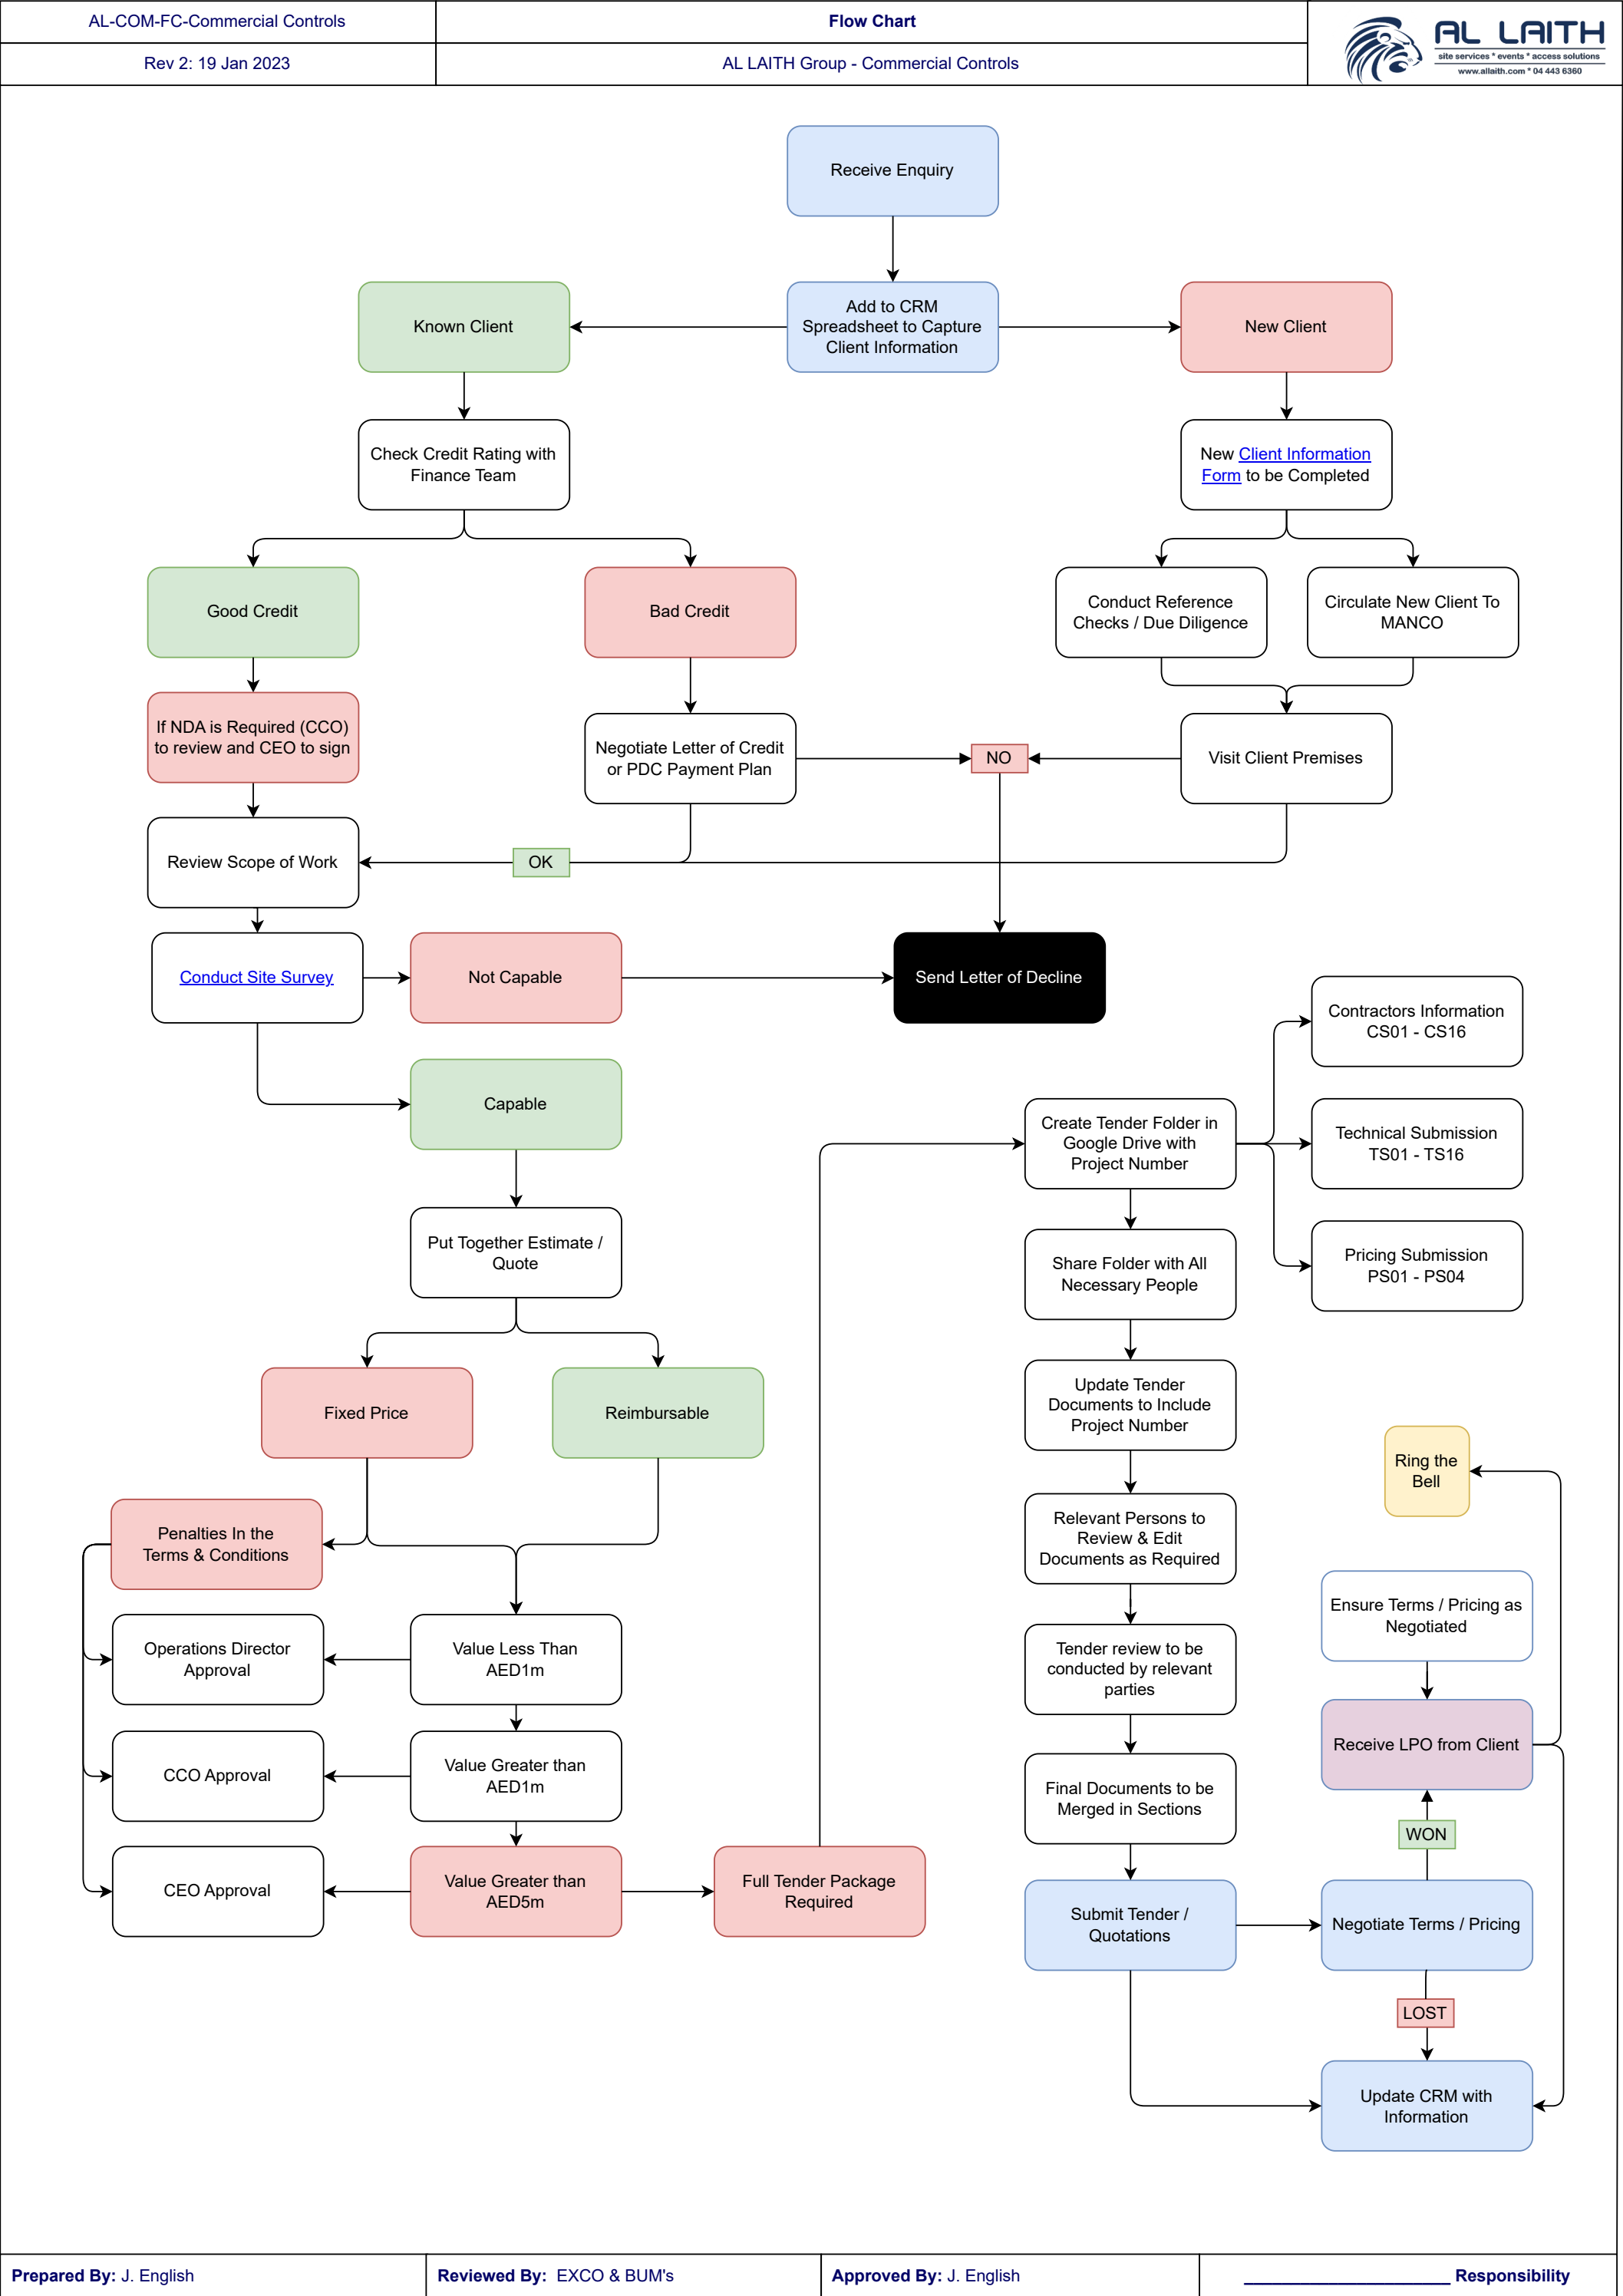 AL-COM-FC-Commercial Controls
Flow Chart
Rev 2: 19 Jan 2023
AL LAITH Group - Commercial Controls
AL LAITH
site services * events * access solutions
www.allaith.com * 04 443 6360
Receive Enquiry
Known Client
Add to CRM
Spreadsheet to Capture
Client Information
New Client
Check Credit Rating with
Finance Team
New Client Information
Form to be Completed
Good Credit
Bad Credit
Conduct Reference
Checks / Due Diligence
Circulate New Client To
MANCO
If NDA is Required (CCO)
to review and CEO to sign
Negotiate Letter of Credit
or PDC Payment Plan
NO
Visit Client Premises
Review Scope of Work
OK
Conduct Site Survey
Not Capable
Send Letter of Decline
Contractors Information
CS01 - CS16
Capable
Create Tender Folder in
Google Drive with
Project Number
Technical Submission
TS01 - TS16
Put Together Estimate /
Quote
Share Folder with All
Necessary People
Pricing Submission
PS01 - PS04
Fixed Price
Reimbursable
Update Tender
Documents to Include
Project Number
Ring the
Bell
Penalties In the
Terms & Conditions
Relevant Persons to
Review & Edit
Documents as Required
Ensure Terms / Pricing as
Negotiated
Operations Director
Approval
Value Less Than
AED1m
Tender review to be
conducted by relevant
parties
Receive LPO from Client
CCO Approval
Value Greater than
AED1m
Final Documents to be
Merged in Sections
WON
CEO Approval
Value Greater than
AED5m
Full Tender Package
Required
Submit Tender /
Quotations
Negotiate Terms / Pricing
LOST
Update CRM with
Information
Prepared By: J. English
Reviewed By: EXCO & BUM's
Approved By: J. English
______________________ Responsibility